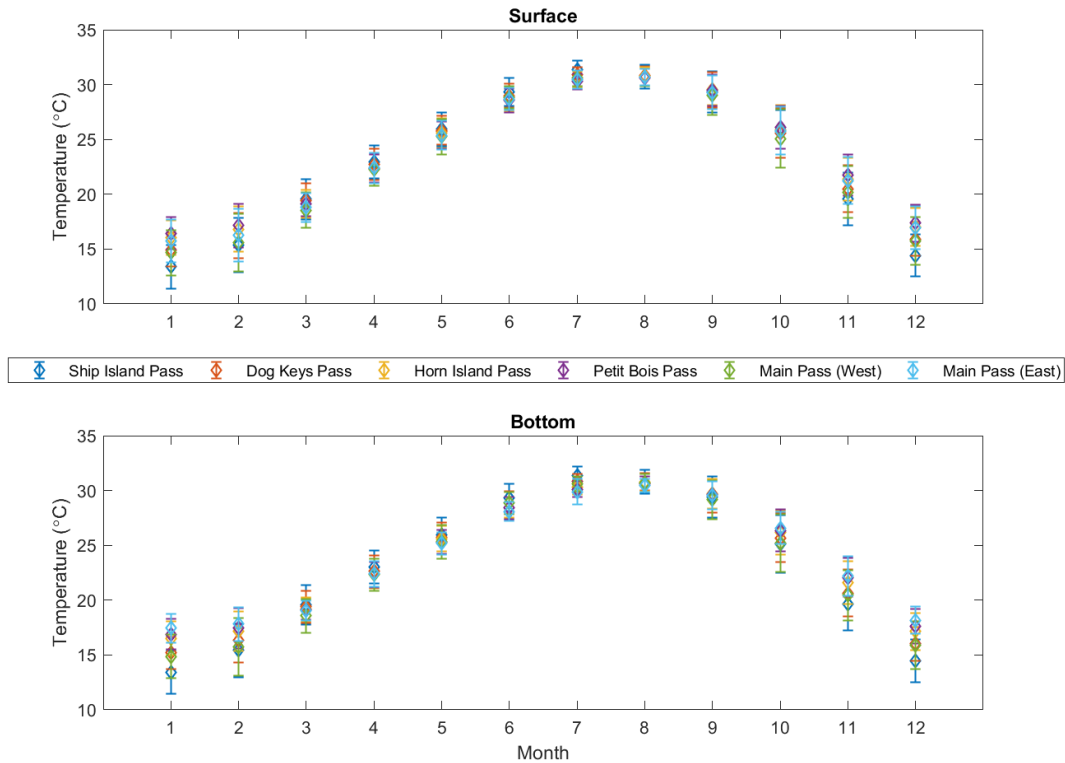 Surface
35
30
25
20
15
10
Temperature (°C)
1 2 3 4 5 6 7 8 9 10 11 12
Ship Island Pass Dog Keys Pass Horn Island Pass Petit Bois Pass Main Pass (West) Main Pass (East)
Bottom
35
30
25
20
15
10
Temperature (°C)
1 2 3 4 5 6 7 8 9 10 11 12
Month